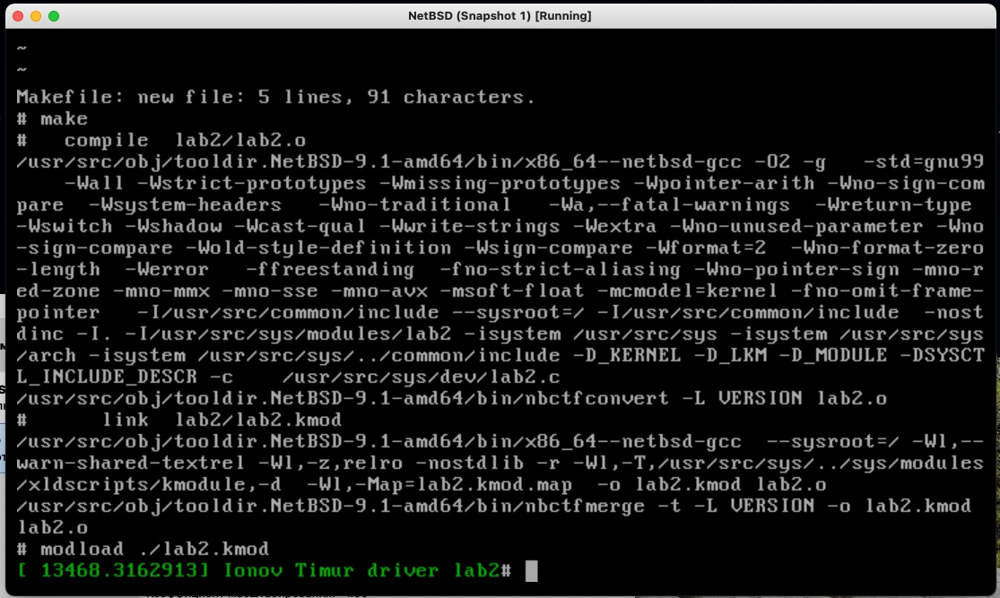 NetBSD (Snapshot 1) [Running]
~
~
Makefile: new file: 5 lines, 91 characters.
# make
#   compile  lab2/lab2.o
/usr/src/obj/tooldir.NetBSD-9.1-amd64/bin/x86_64--netbsd-gcc -O2 -g   -std=gnu99
    -Wall -Wstrict-prototypes -Wmissing-prototypes -Wpointer-arith -Wno-sign-com
pare  -Wsystem-headers   -Wno-traditional   -Wa,--fatal-warnings  -Wreturn-type
-Wswitch -Wshadow -Wcast-qual -Wwrite-strings -Wextra -Wno-unused-parameter -Wno
-sign-compare -Wold-style-definition -Wsign-compare -Wformat=2  -Wno-format-zero
-length  -Werror   -ffreestanding  -fno-strict-aliasing -Wno-pointer-sign -mno-r
ed-zone -mno-mmx -mno-sse -mno-avx -msoft-float -mcmodel=kernel -fno-omit-frame-
pointer   -I/usr/src/common/include --sysroot=/ -I/usr/src/common/include  -nost
dinc -I. -I/usr/src/sys/modules/lab2 -isystem /usr/src/sys -isystem /usr/src/sys
/arch -isystem /usr/src/sys/../common/include -D_KERNEL -D_LKM -D_MODULE -DSYSCT
L_INCLUDE_DESCR -c    /usr/src/sys/dev/lab2.c
/usr/src/obj/tooldir.NetBSD-9.1-amd64/bin/nbctfconvert -L VERSION lab2.o
#      link  lab2/lab2.kmod
/usr/src/obj/tooldir.NetBSD-9.1-amd64/bin/x86_64--netbsd-gcc  --sysroot=/ -Wl,--
warn-shared-textrel -Wl,-z,relro -nostdlib -r -Wl,-T,/usr/src/sys/../sys/modules
/xldscripts/kmodule,-d  -Wl,-Map=lab2.kmod.map  -o lab2.kmod lab2.o
/usr/src/obj/tooldir.NetBSD-9.1-amd64/bin/nbctfmerge -t -L VERSION -o lab2.kmod
lab2.o
# modload ./lab2.kmod
[ 13468.3162913] Ionov Timur driver lab2#